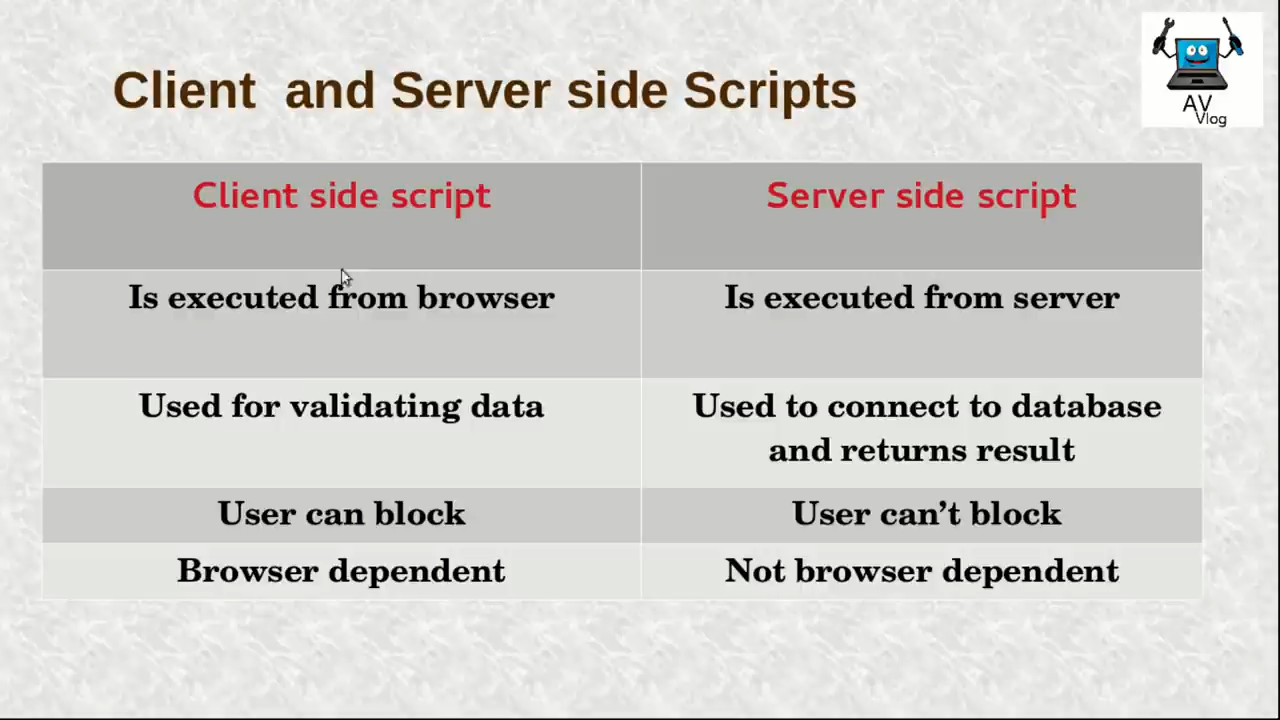 Client and Server side Scripts
AV
Vlog
Client side script
Server side script
Is executed from browser
Is executed from server
Used for validating data
Used to connect to database
and returns result
User can block
User can’t block
Browser dependent
Not browser dependent